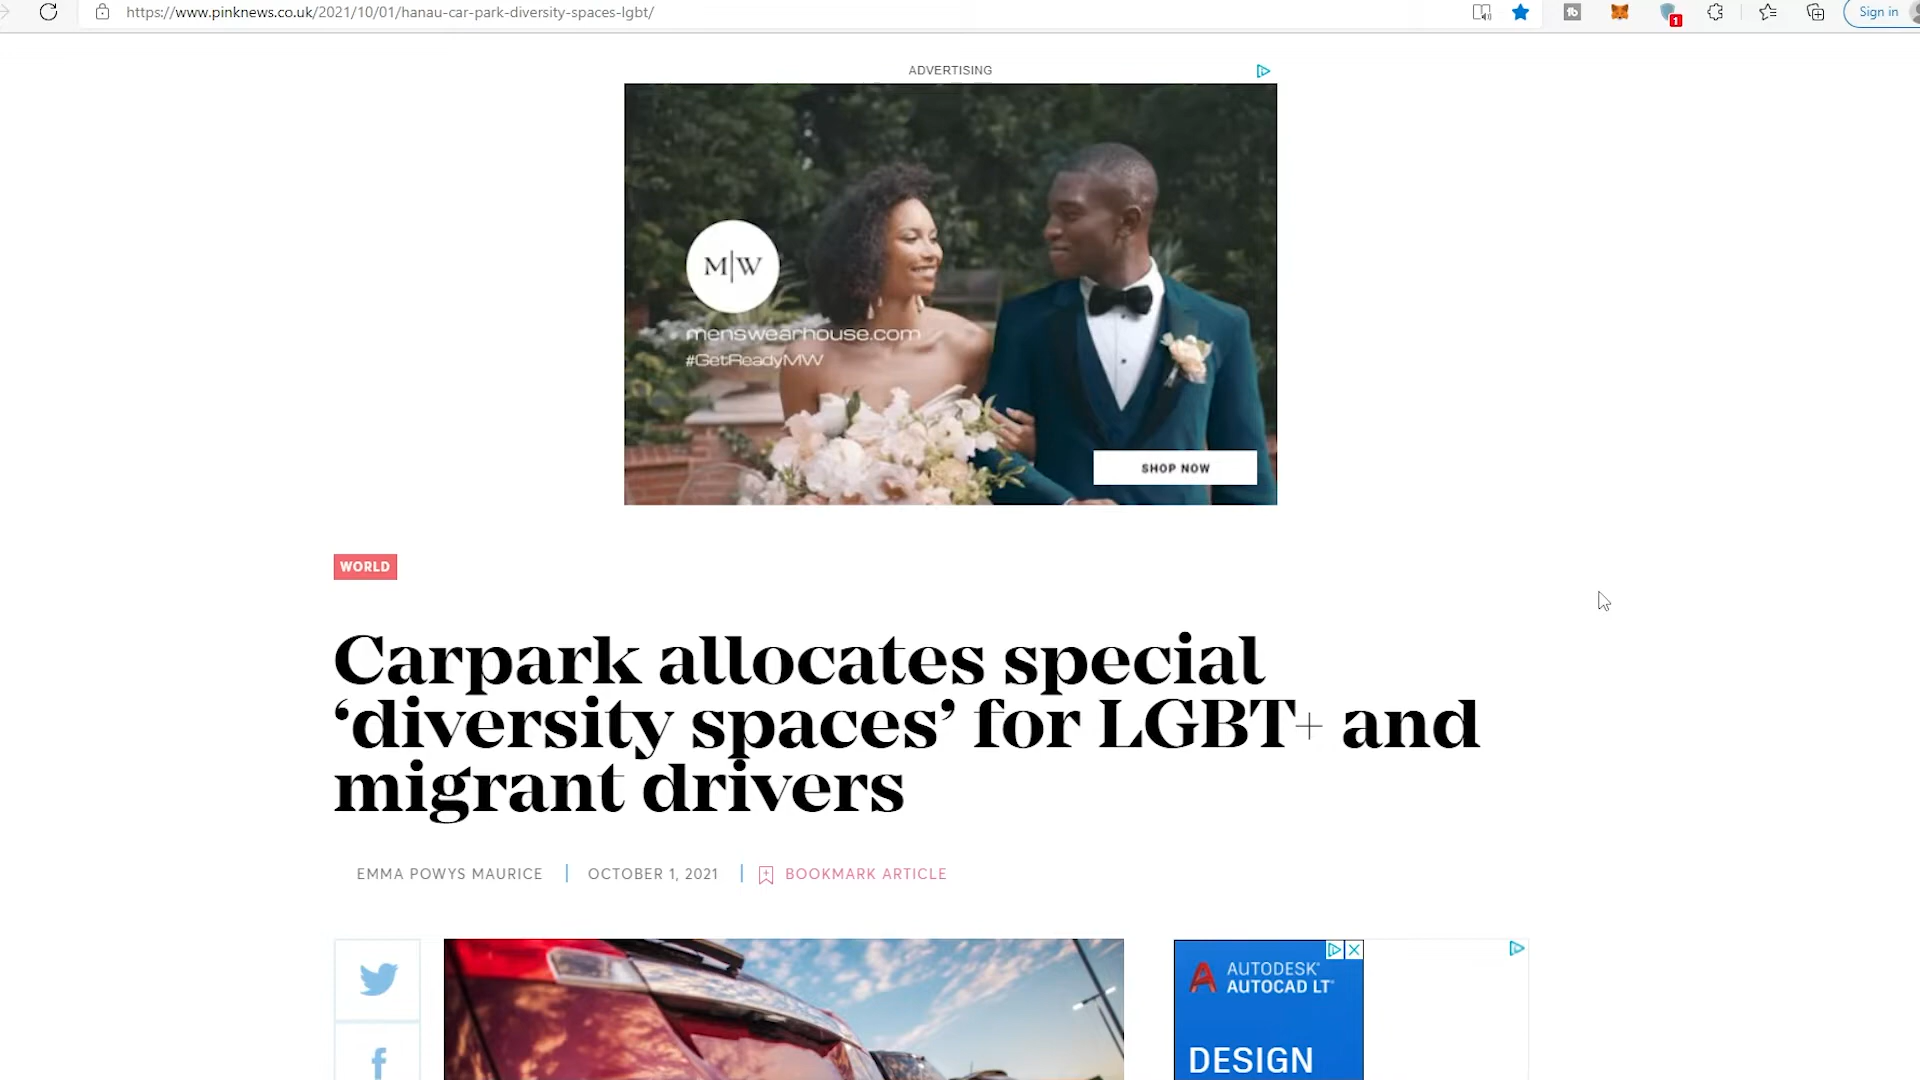 https://www.pinknews.co.uk/2021/10/01/hanau-car-park-diversity-spaces-lgbt/
1
Sign in
ADVERTISING
M|W
menswearhouse.com
#GetReadyMW
SHOP NOW
WORLD
Carpark allocates special
‘diversity spaces’ for LGBT+ and
migrant drivers
EMMA POWYS MAURICE | OCTOBER 1, 2021 | BOOKMARK ARTICLE
A AUTODESK®
AUTOCAD LT®
DESIGN